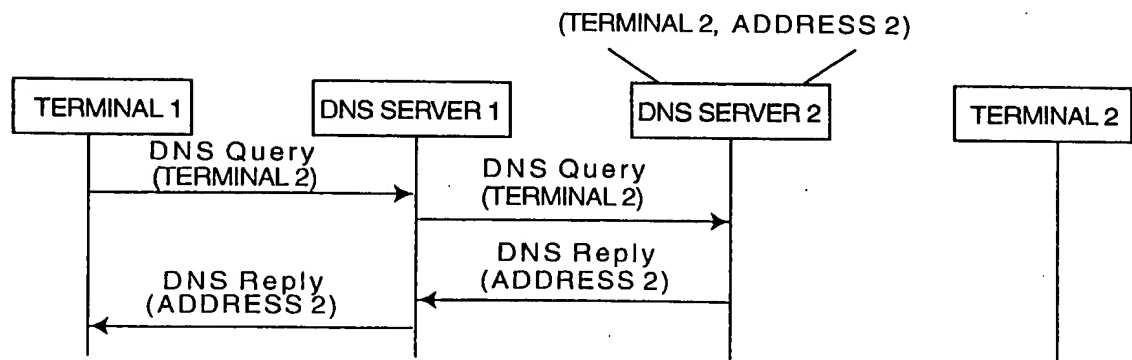 (TERMINAL 2, ADDRESS 2)
TERMINAL 1
DNS SERVER 1
DNS SERVER 2
TERMINAL 2
DNS Query
(TERMINAL 2)
DNS Query
(TERMINAL 2)
DNS Reply
(ADDRESS 2)
DNS Reply
(ADDRESS 2)